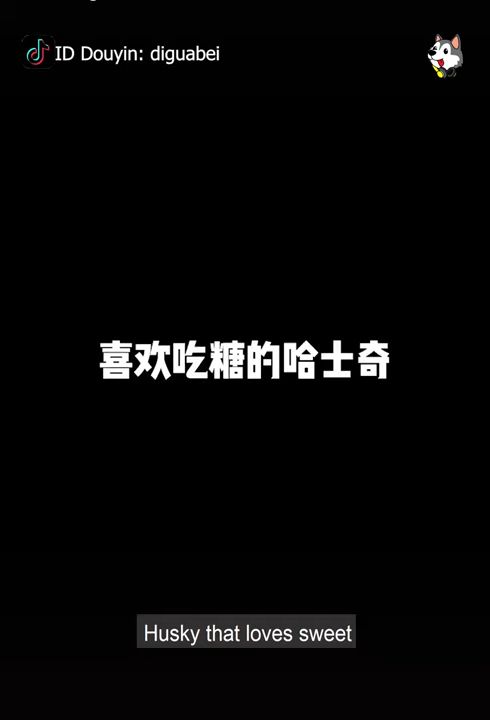 ID Douyin: diguabei
喜欢吃糖的哈士奇
Husky that loves sweet